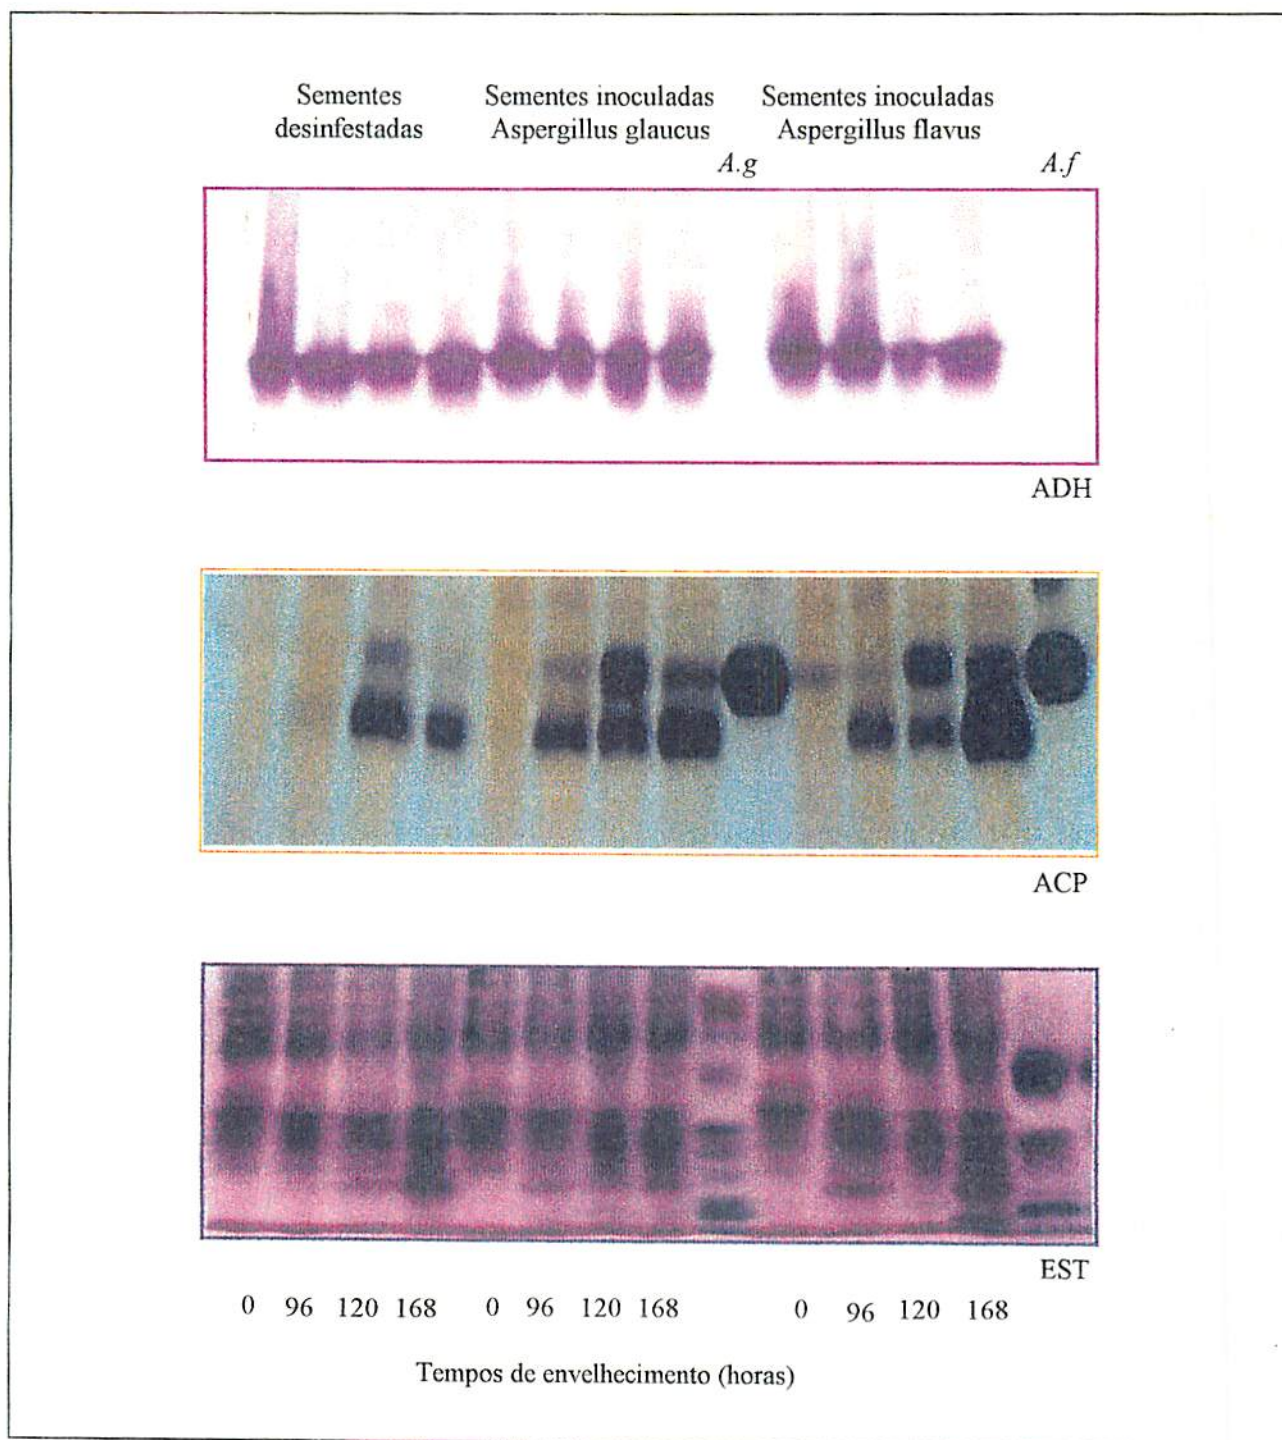 Sementes
desinfestadas
Sementes inoculadas
Aspergillus glaucus
Sementes inoculadas
Aspergillus flavus
A.g
A.f
ADH
ACP
EST
0 96 120 168 0 96 120 168 0 96 120 168
Tempos de envelhecimento (horas)